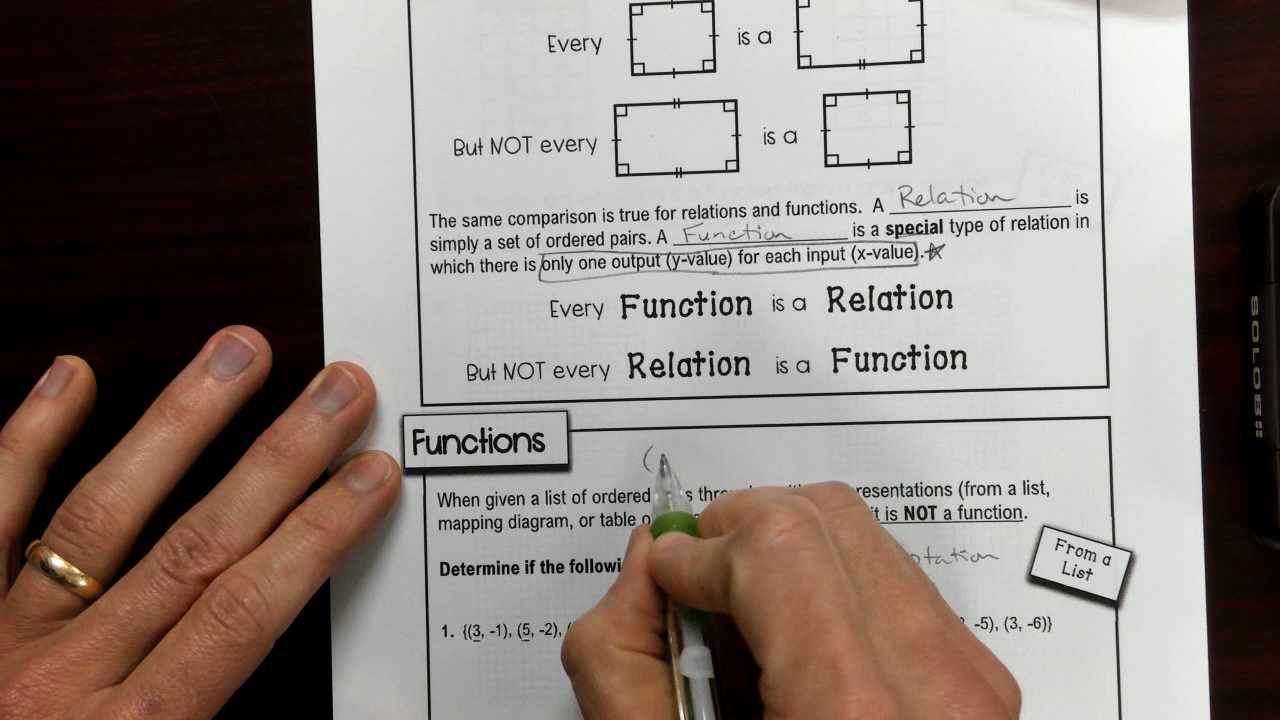 Every is a
But NOT every is a
The same comparison is true for relations and functions. A Relation is
simply a set of ordered pairs. A Function is a special type of relation in
which there is only one output (y-value) for each input (x-value).
Every Function is a Relation
But NOT every Relation is a Function
Functions
(
When given a list of ordered resentations (from a list,
mapping diagram, or table it is NOT a function.
Determine if the
From a
List
1. {(3, -1), (5, -2), -5), (3, -6)}
SOLO8